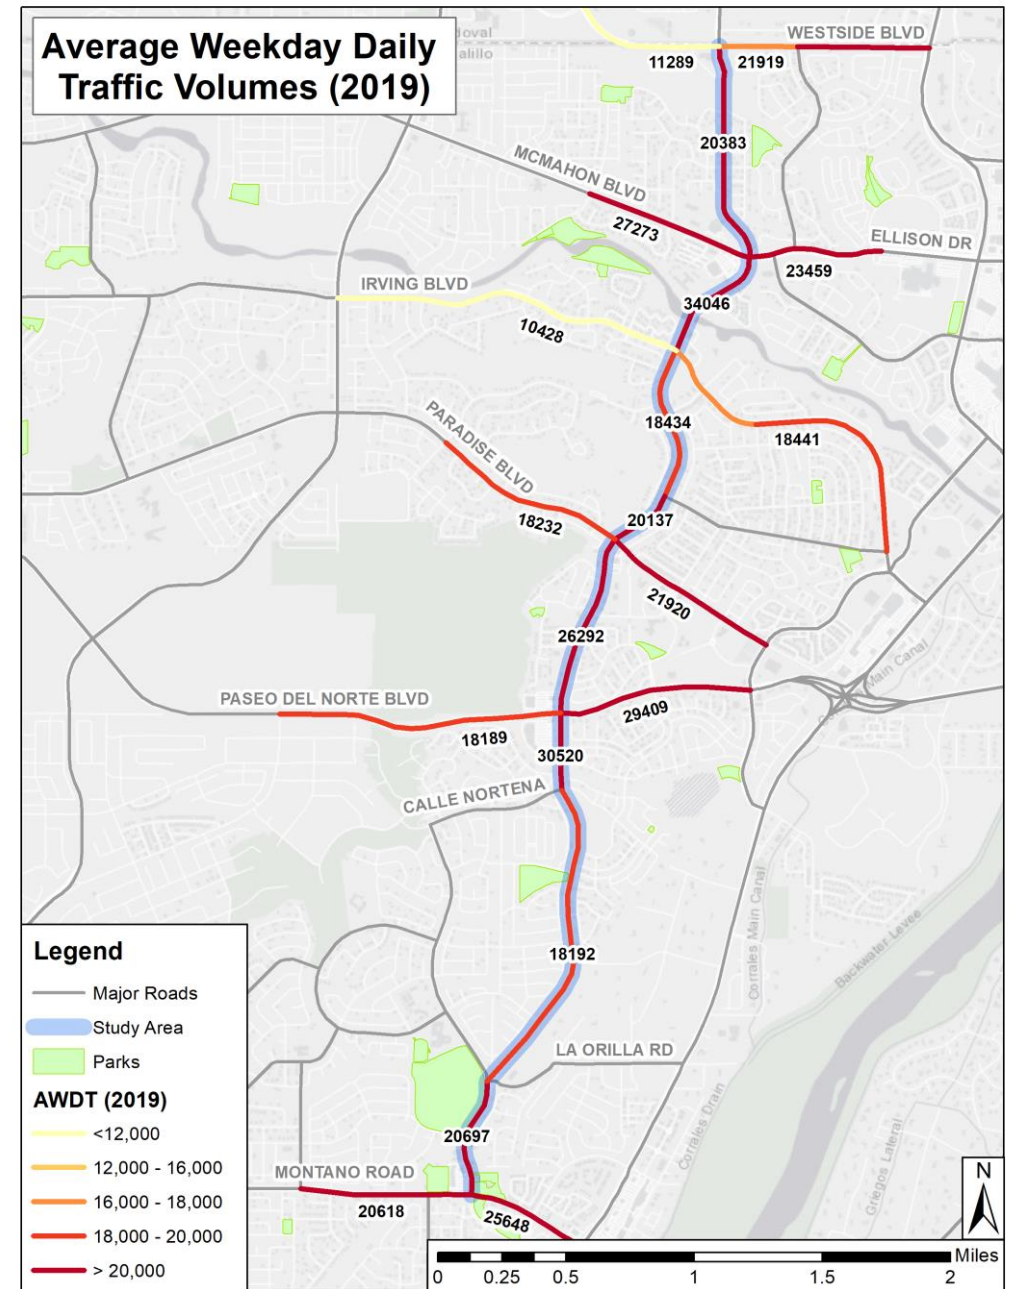 Average Weekday Daily
Traffic Volumes (2019)
doval
alillo
WESTSIDE BLVD
11289
21919
20383
MCMAHON BLVD
27273
ELLISON DR
23459
IRVING BLVD
34046
10428
PARADISE BLVD
18434
18441
18232
20137
21920
26292
Main Canal
PASEO DEL NORTE BLVD
29409
18189
30520
CALLE NORTENA
Corrales Main Canal
Backwater Levee
18192
LA ORILLA RD
Corrales Drain
Griegos Lateral
20697
MONTANO ROAD
20618
25648
Legend
Major Roads
Study Area
Parks
AWDT (2019)
<12,000
12,000 - 16,000
16,000 - 18,000
18,000 - 20,000
> 20,000
N
Miles
0 0.25 0.5 1 1.5 2